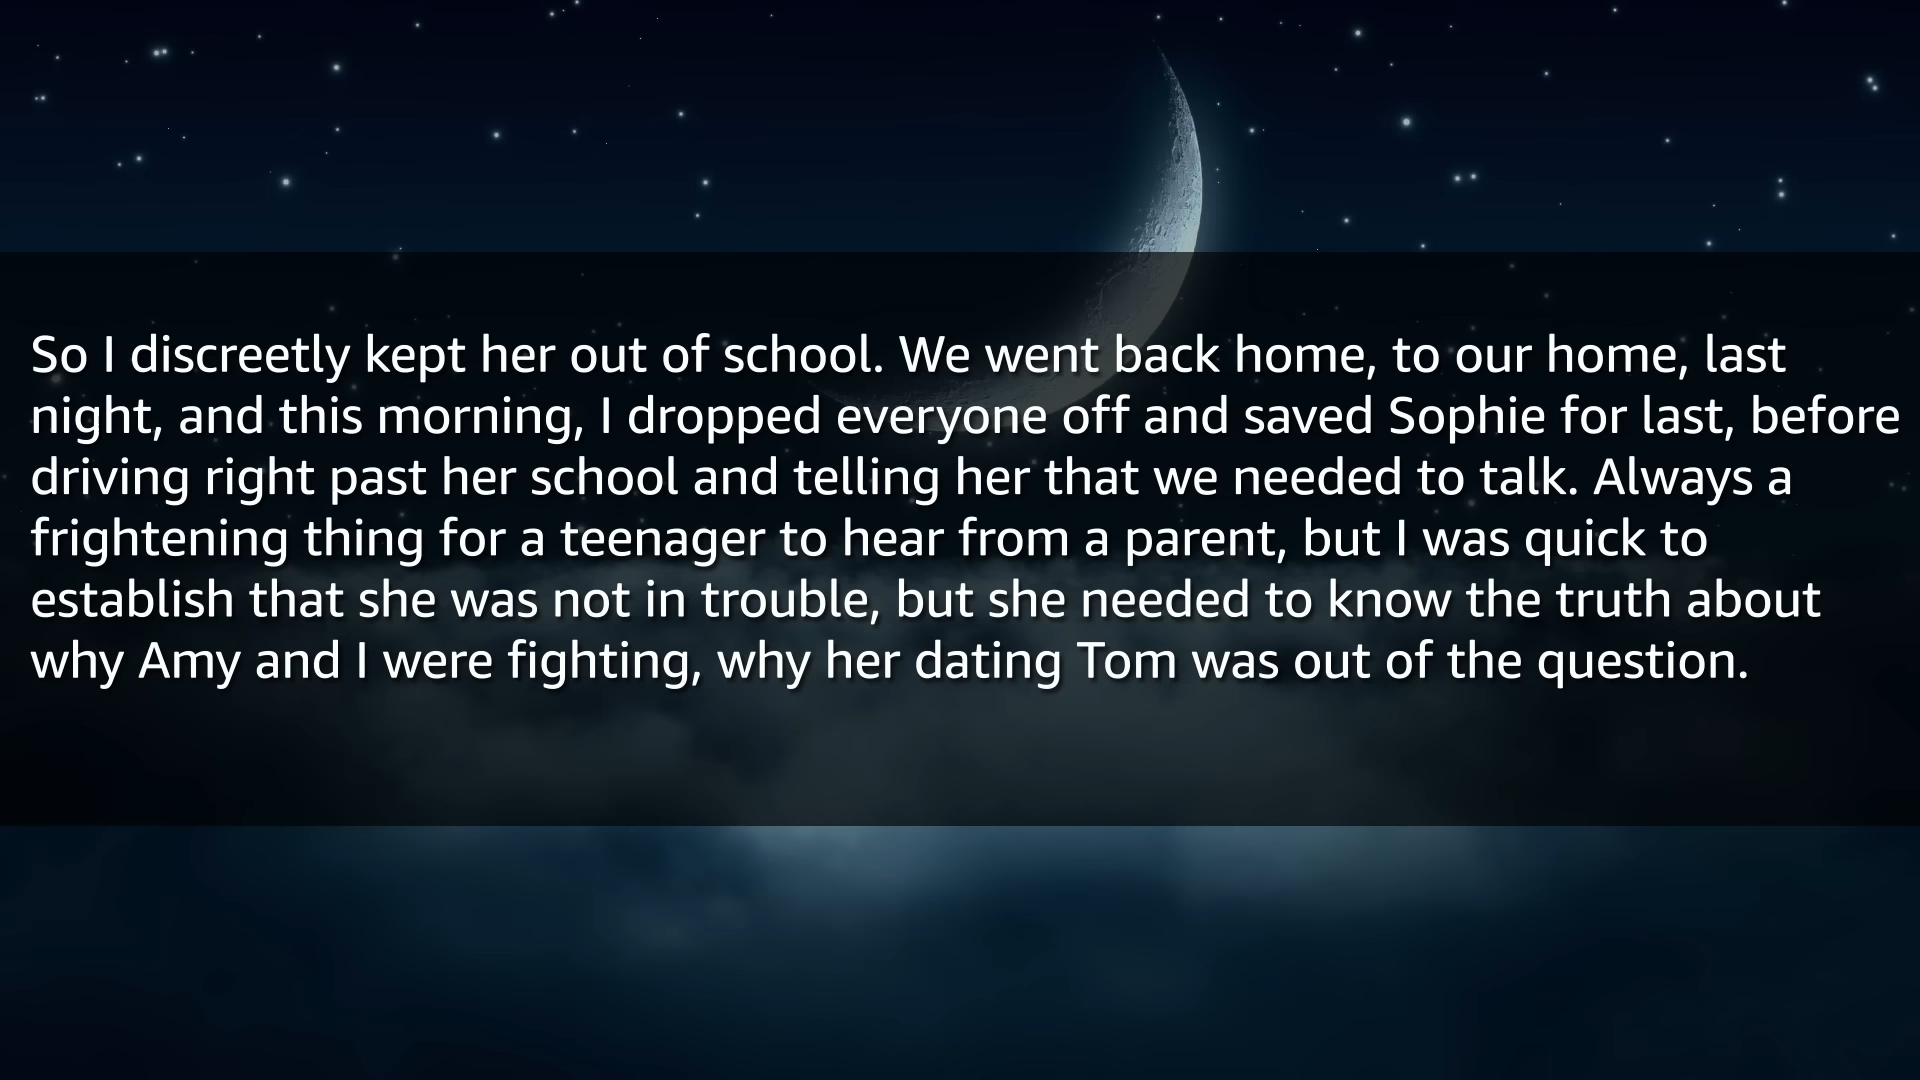 So I discreetly kept her out of school. We went back home, to our home, last
night, and this morning, I dropped everyone off and saved Sophie for last, before
driving right past her school and telling her that we needed to talk. Always a
frightening thing for a teenager to hear from a parent, but I was quick to
establish that she was not in trouble, but she needed to know the truth about
why Amy and I were fighting, why her dating Tom was out of the question.